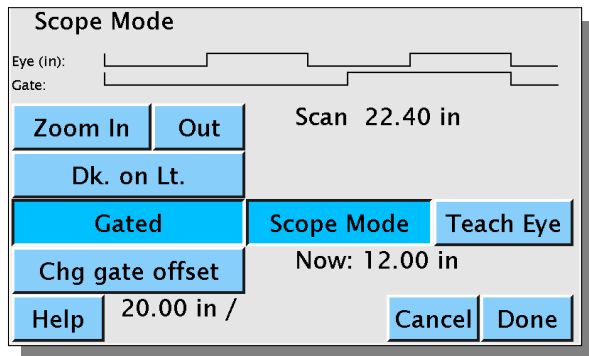 Scope Mode
Eye (in):
Gate:
Zoom In Out Scan 22.40 in
Dk. on Lt.
Gated Scope Mode Teach Eye
Chg gate offset Now: 12.00 in
Help 20.00 in / Cancel Done